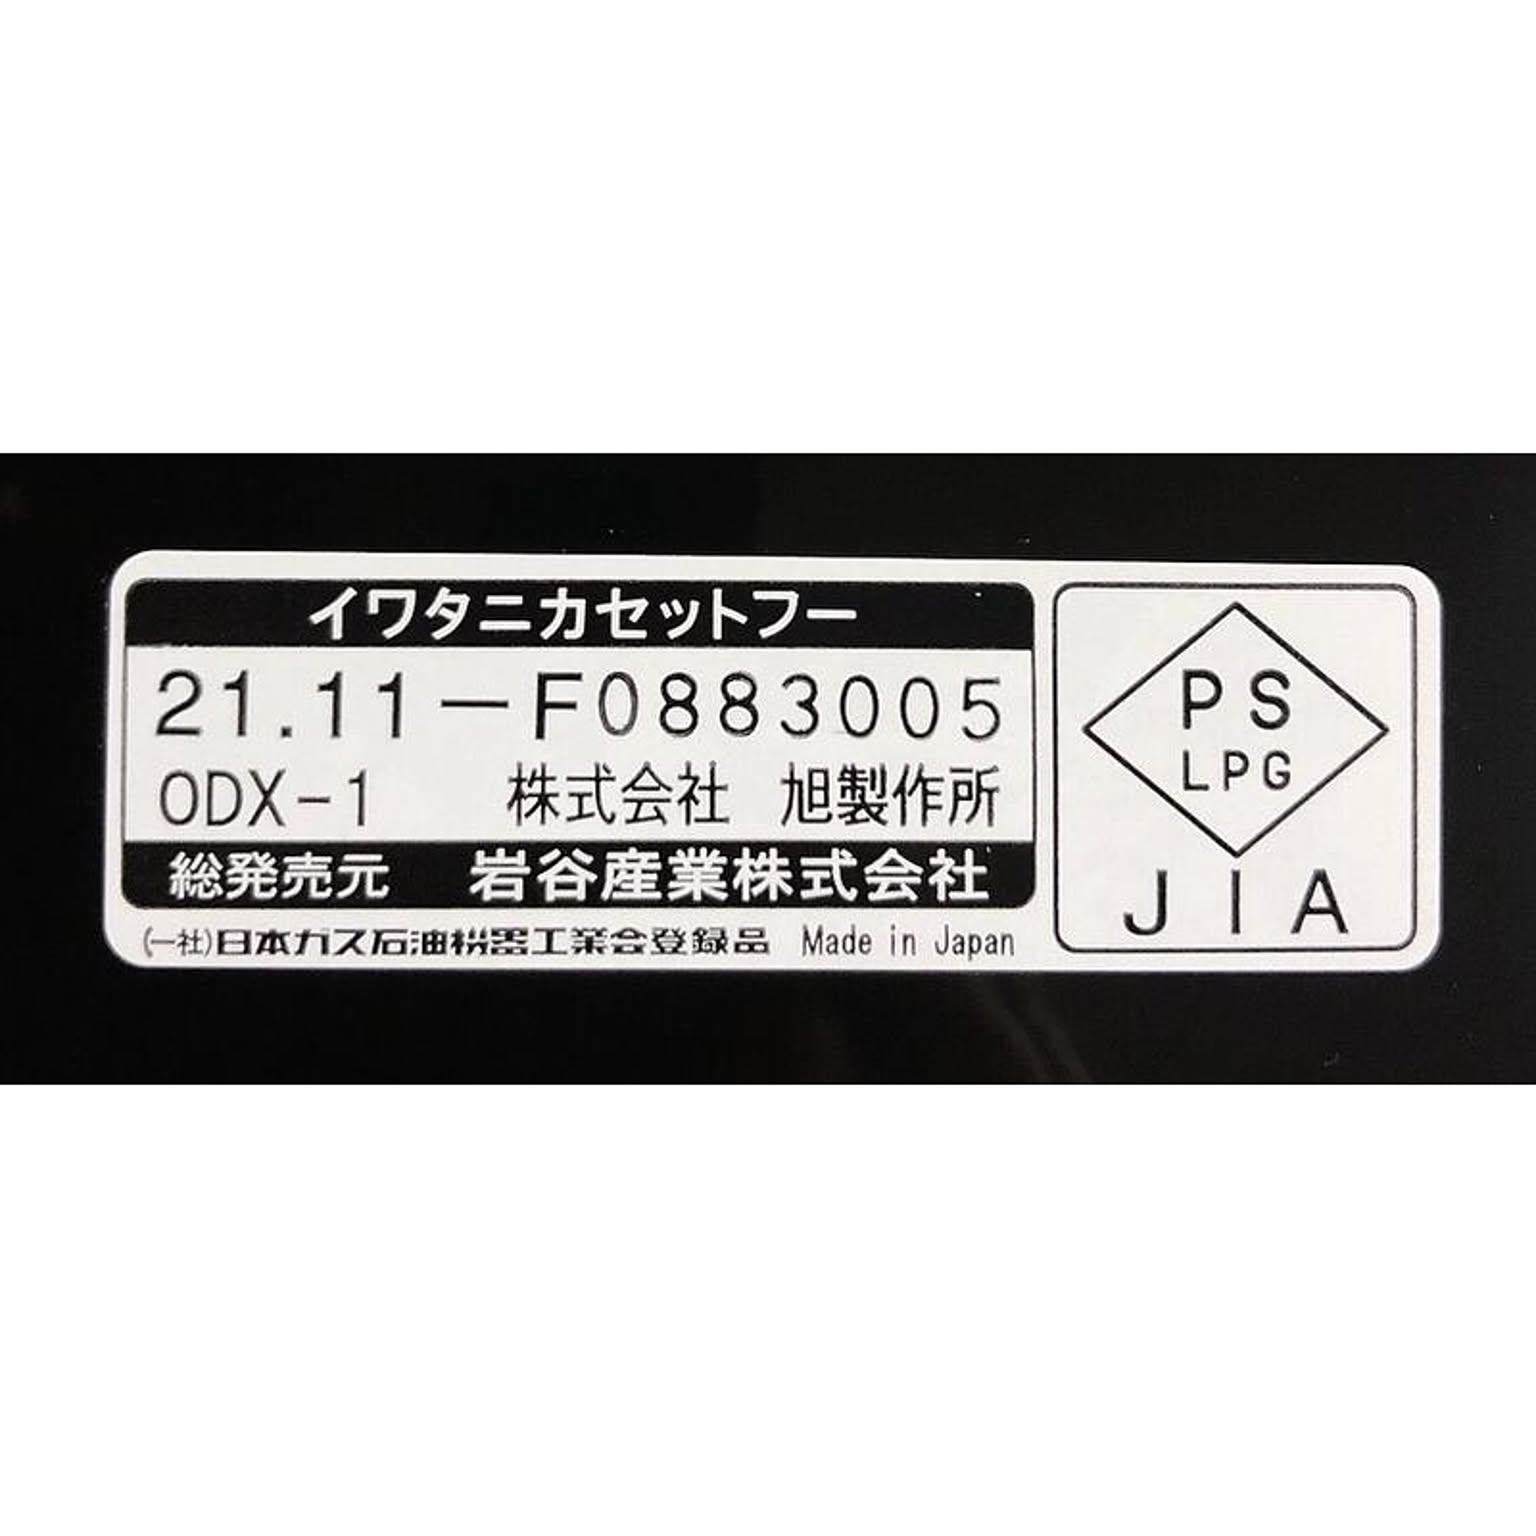 イワタニカセットフー
21.11-F0883005
ODX-1 株式会社 旭製作所
総発売元 岩谷産業株式会社
(一社)日本ガス石油機器工業会登録品 Made in Japan
PS
LPG
JIA